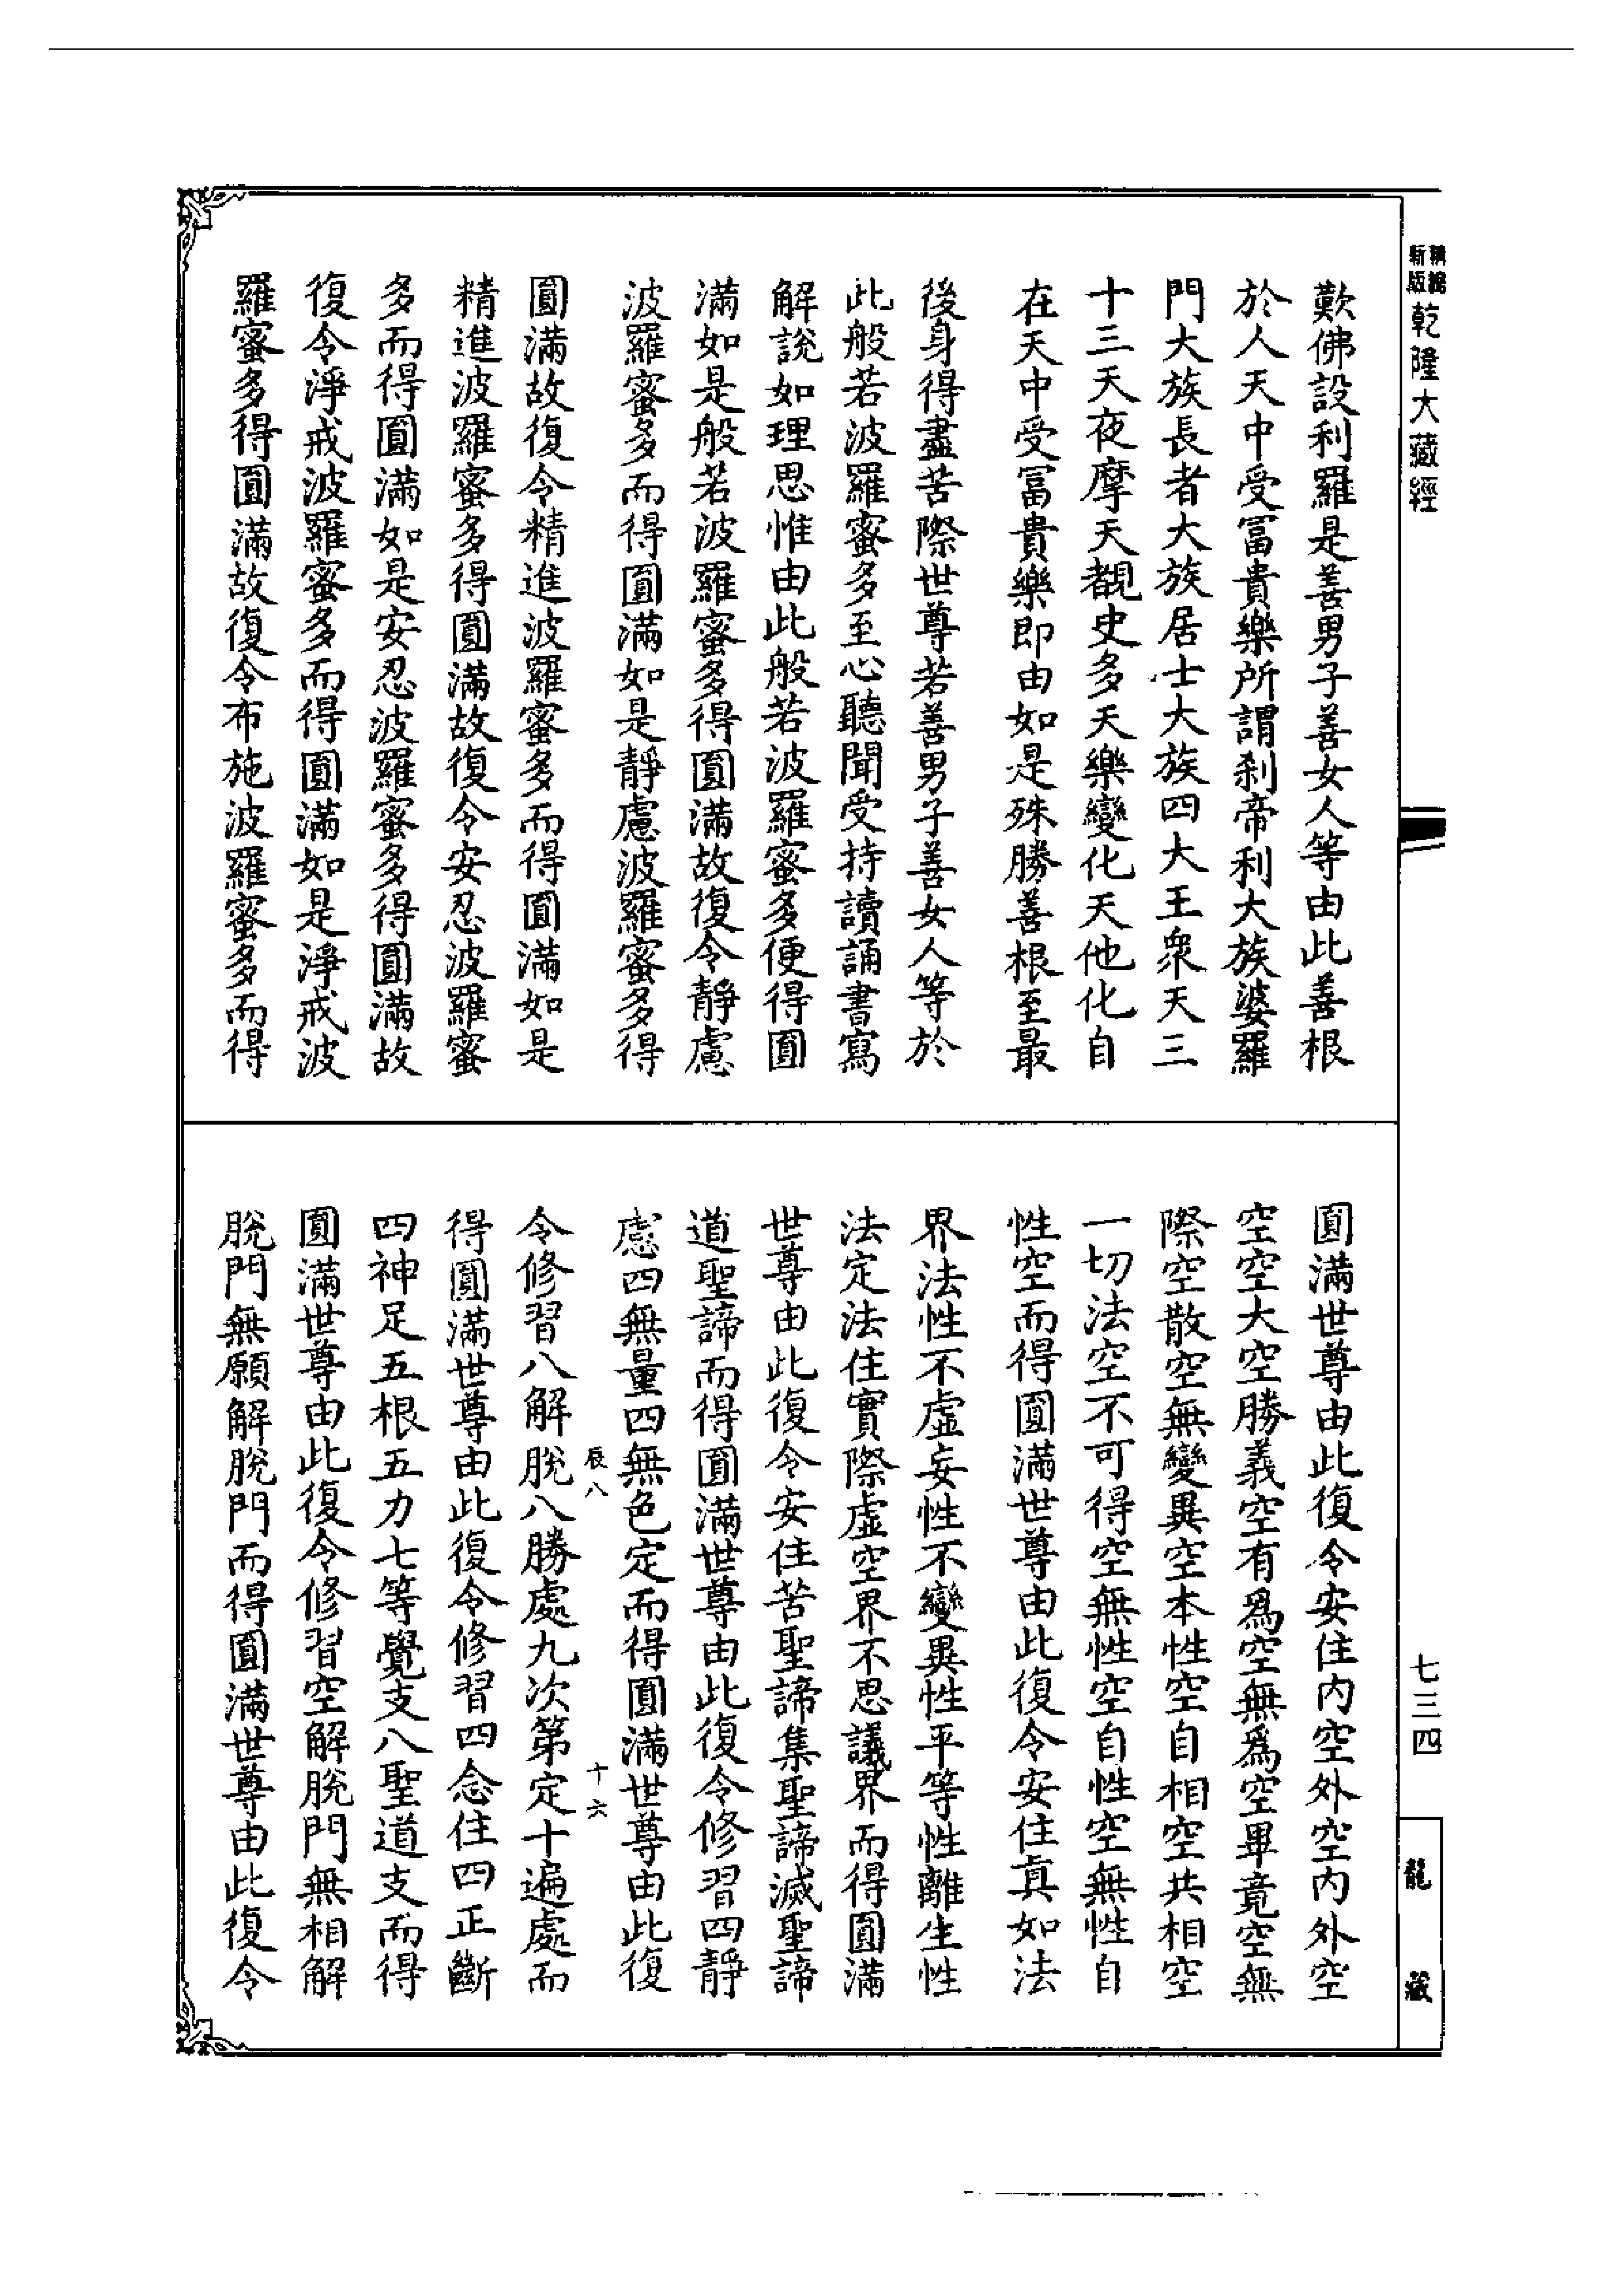 新編縮版乾隆大藏經
歎佛設利羅是善男子善女人等由此善根
於人天中受冨貴樂所謂刹帝利大族婆羅
門大族長者大族居士大族四大王眾天三
十三天夜摩天覩史多天樂變化天他化自
在天中受冨貴樂即由如是殊勝善根至最
後身得盡苦際世尊若善男子善女人等於
此般若波羅蜜多至心聽聞受持讀誦書寫
解說如理思惟由此般若波羅蜜多便得圓
滿如是般若波羅蜜多得圓滿故復令靜慮
波羅蜜多而得圓滿如是靜慮波羅蜜多得
圓滿故復令精進波羅蜜多而得圓滿如是
精進波羅蜜多得圓滿故復令安忍波羅蜜
多而得圓滿如是安忍波羅蜜多得圓滿故
復令淨戒波羅蜜多而得圓滿如是淨戒波
羅蜜多得圓滿故復令布施波羅蜜多而得
圓滿世尊由此復令安住內空外空內外空
空空大空勝義空有爲空無爲空畢竟空無
際空散空無變異空本性空自相空共相空
一切法空不可得空無性空自性空無性自
性空而得圓滿世尊由此復令安住真如法
界法性不虛妄性不變異性平等性離生性
法定法住實際虛空界不思議界而得圓滿
世尊由此復令安住苦聖諦集聖諦滅聖諦
道聖諦而得圓滿世尊由此復令修習四靜
慮四無量四無色定而得圓滿世尊由此復
辰八 十六
令修習八解脫八勝處九次第定十遍處而
得圓滿世尊由此復令修習四念住四正斷
四神足五根五力七等覺支八聖道支而得
圓滿世尊由此復令修習空解脫門無相解
脫門無願解脫門而得圓滿世尊由此復令
七三四
龍藏